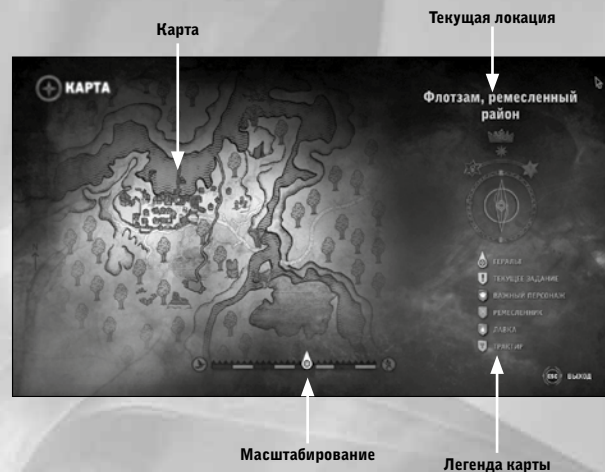 Текущая локация
Карта
КАРТА
Флотзам, ремесленный
район
ГЕРАЛЬТ
ТЕКУЩЕЕ ЗАДАНИЕ
ВАЖНЫЙ ПЕРСОНАЖ
РЕМЕСЛЕННИК
ЛАВКА
ТРАКТИР
ESC ВЫХОД
Масштабирование
Легенда карты